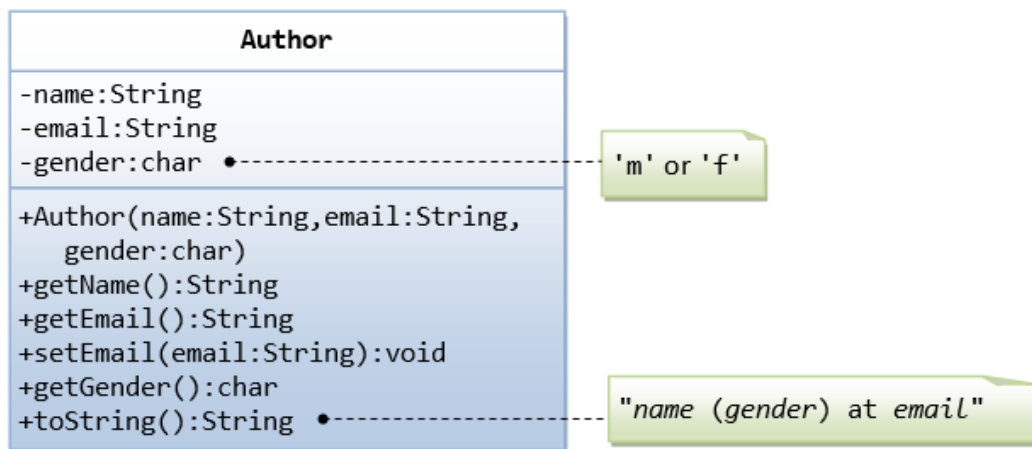 Author
-name:String
-email:String
-gender:char
'm' or 'f'
+Author(name:String,email:String,
gender:char)
+getName():String
+getEmail():String
+setEmail(email:String):void
+getGender():char
+toString():String
"name (gender) at email"